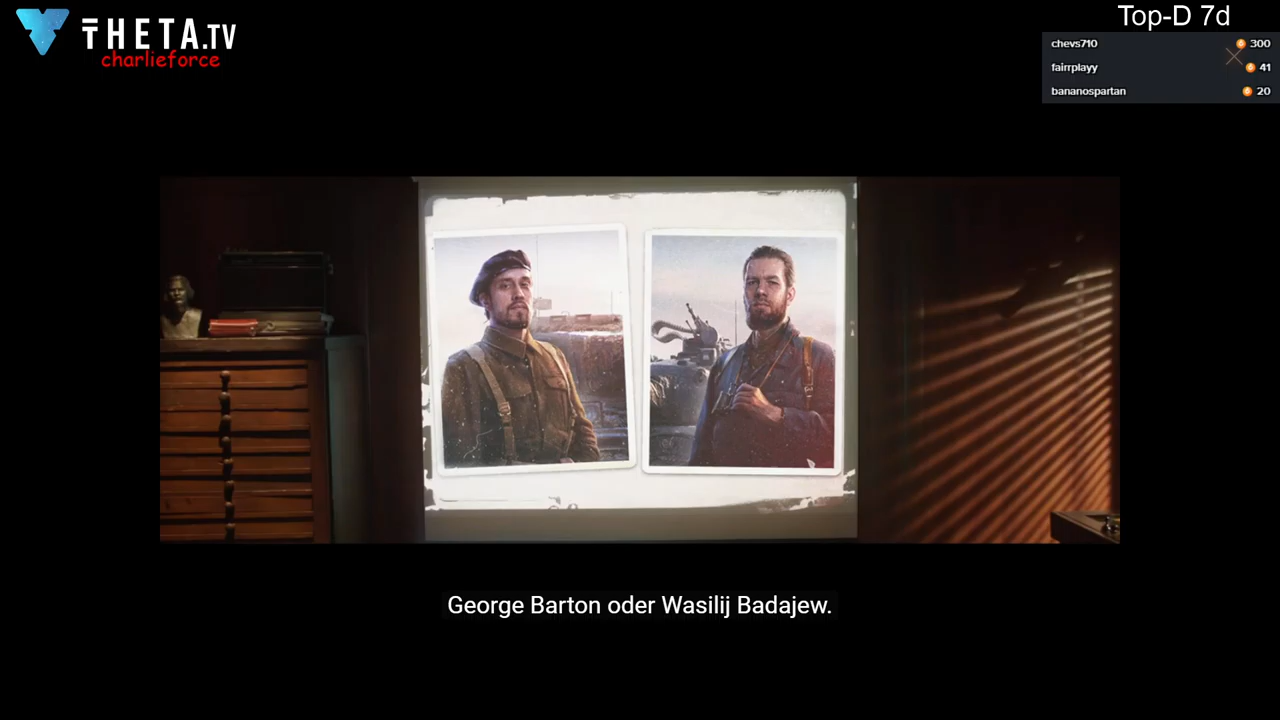 THETA.TV
charlieforce
Top-D 7d
chevs710 300
fairrplayy 41
bananospartan 20
George Barton oder Wasilij Badajew.